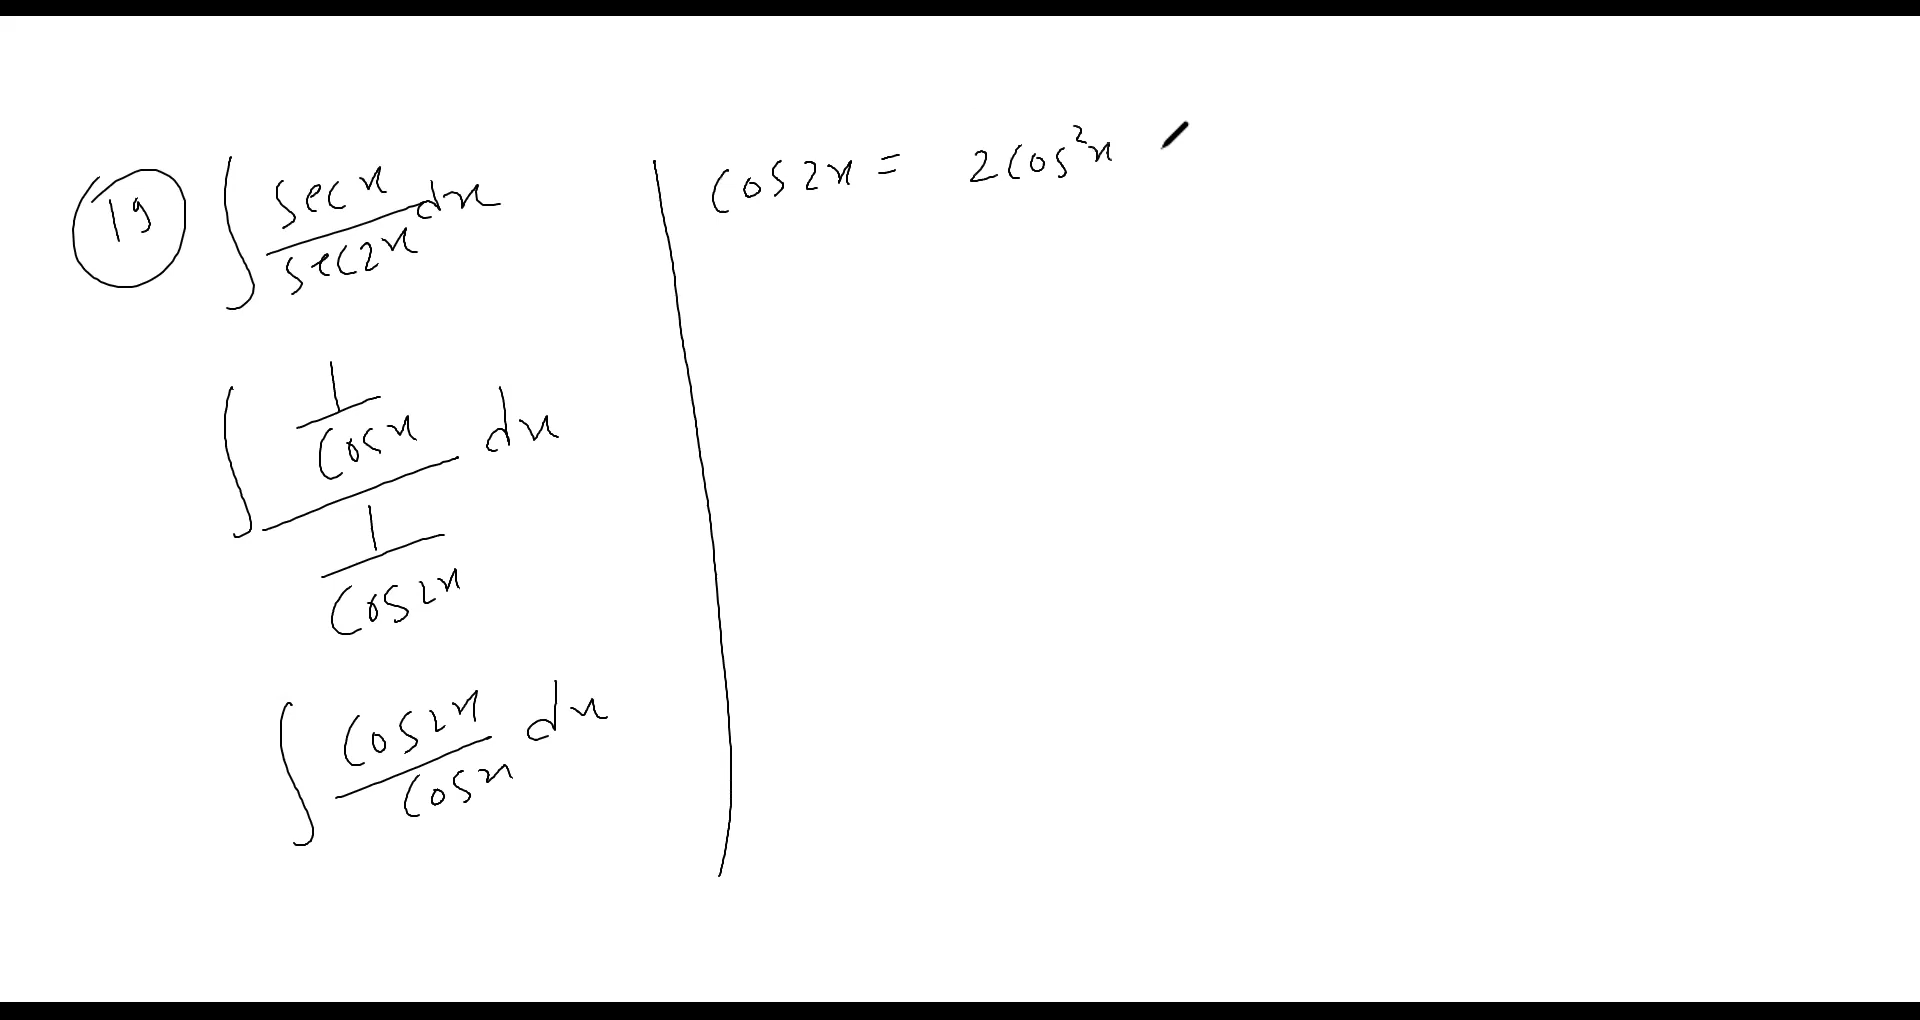 19 ∫ secx/sec2x dx
∫ (1/cosx)/(1/cos2x) dx
∫ cos2x/cosx dx
cos2x = 2cos²x